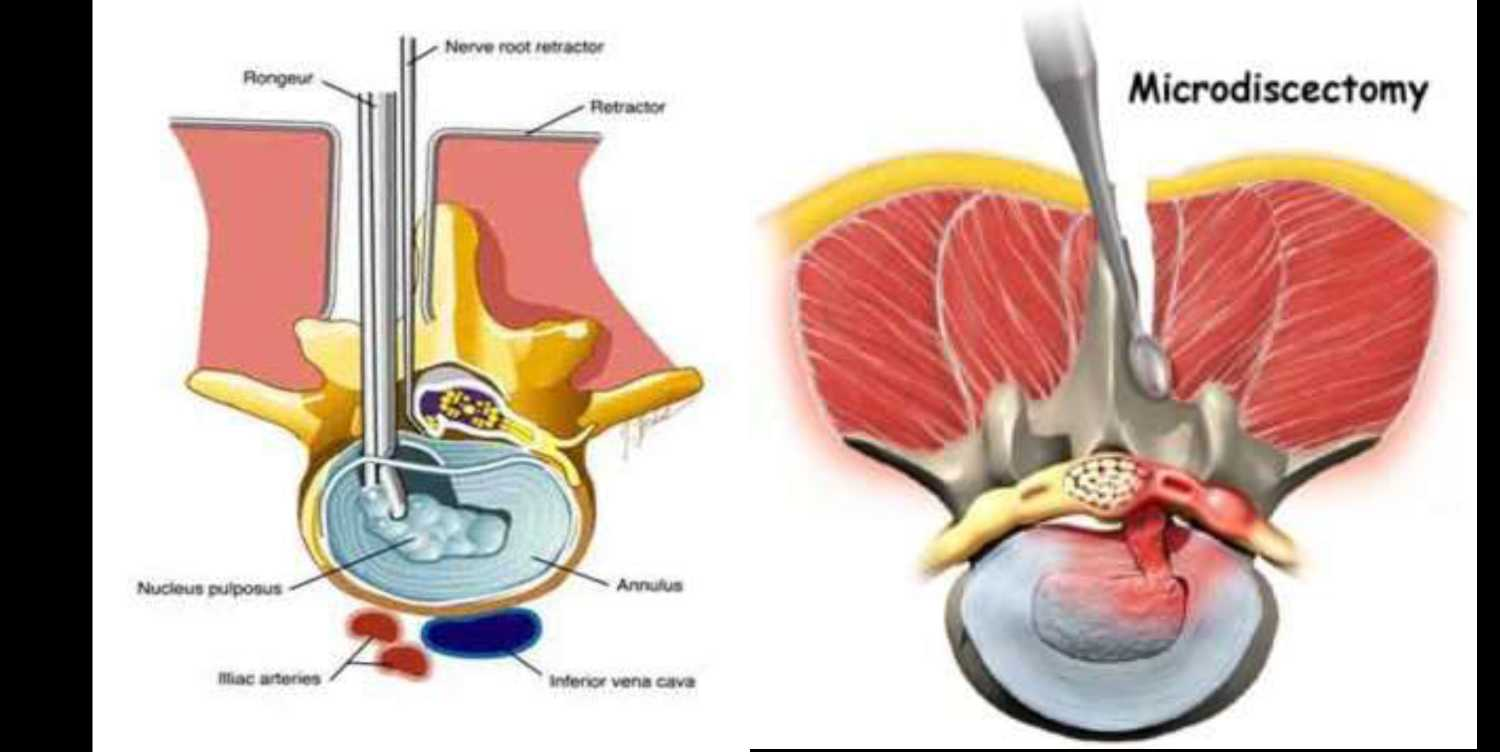 Nerve root retractor
Rongeur
Retractor
Nucleus pulposus
Annulus
Illiac arteries
Inferior vena cava
Microdiscectomy